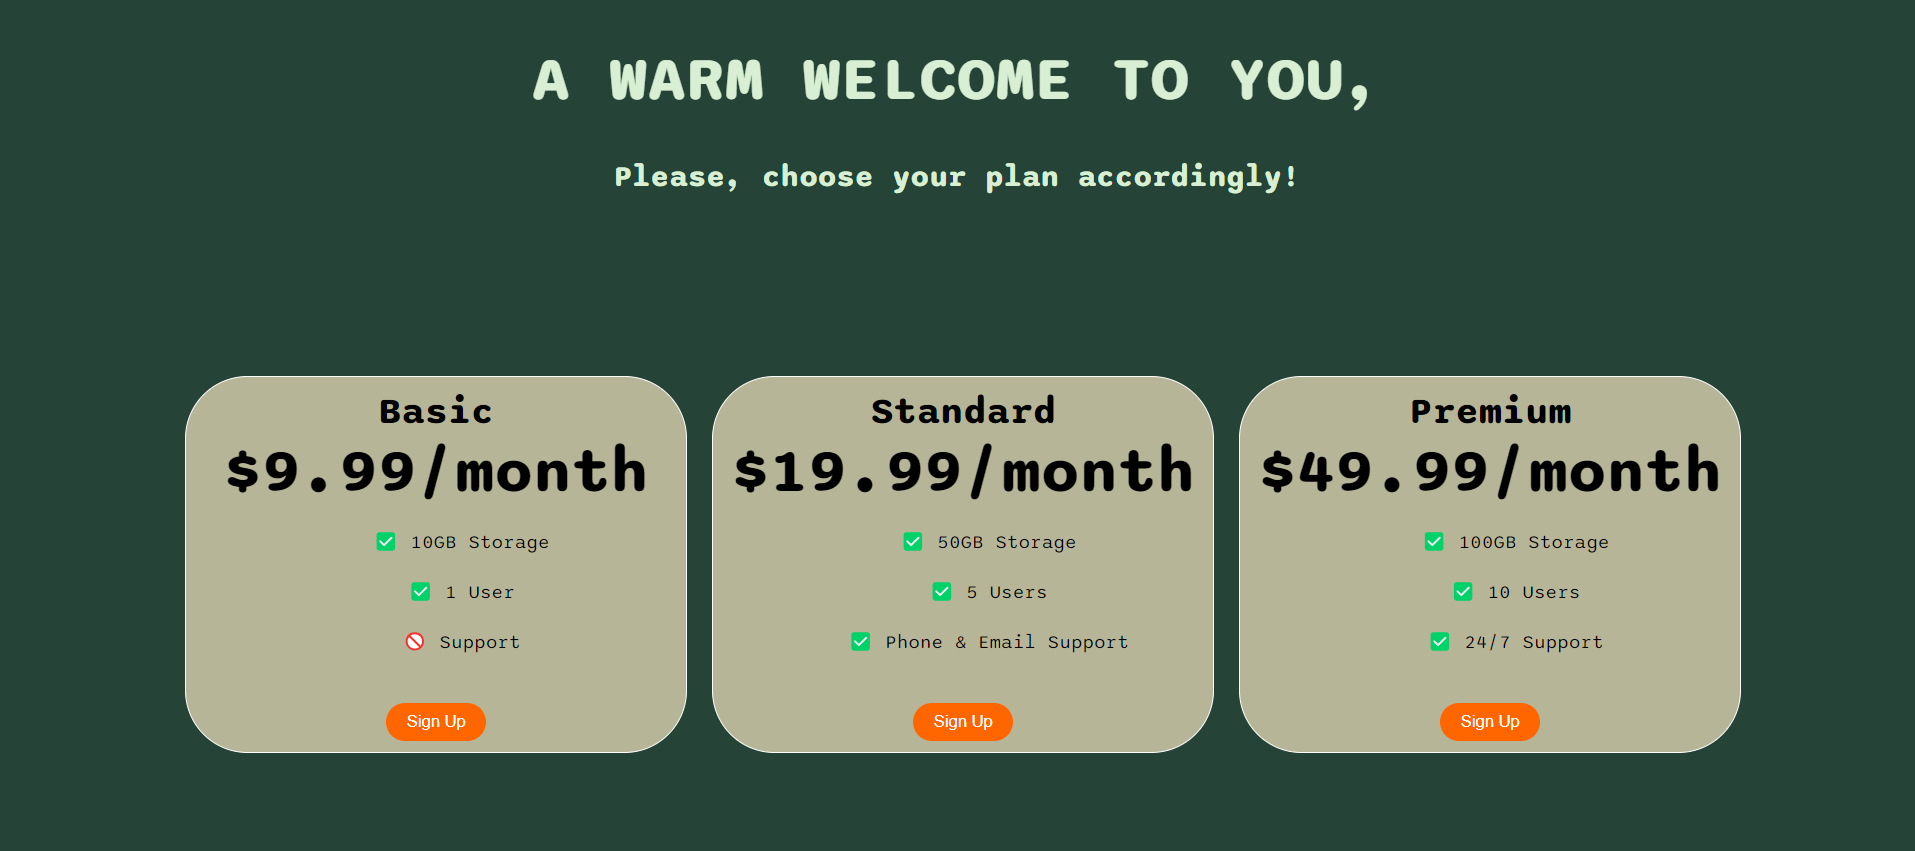 A WARM WELCOME TO YOU,
Please, choose your plan accordingly!
Basic
$9.99/month
✅ 10GB Storage
✅ 1 User
🚫 Support
Sign Up
Standard
$19.99/month
✅ 50GB Storage
✅ 5 Users
✅ Phone & Email Support
Sign Up
Premium
$49.99/month
✅ 100GB Storage
✅ 10 Users
✅ 24/7 Support
Sign Up